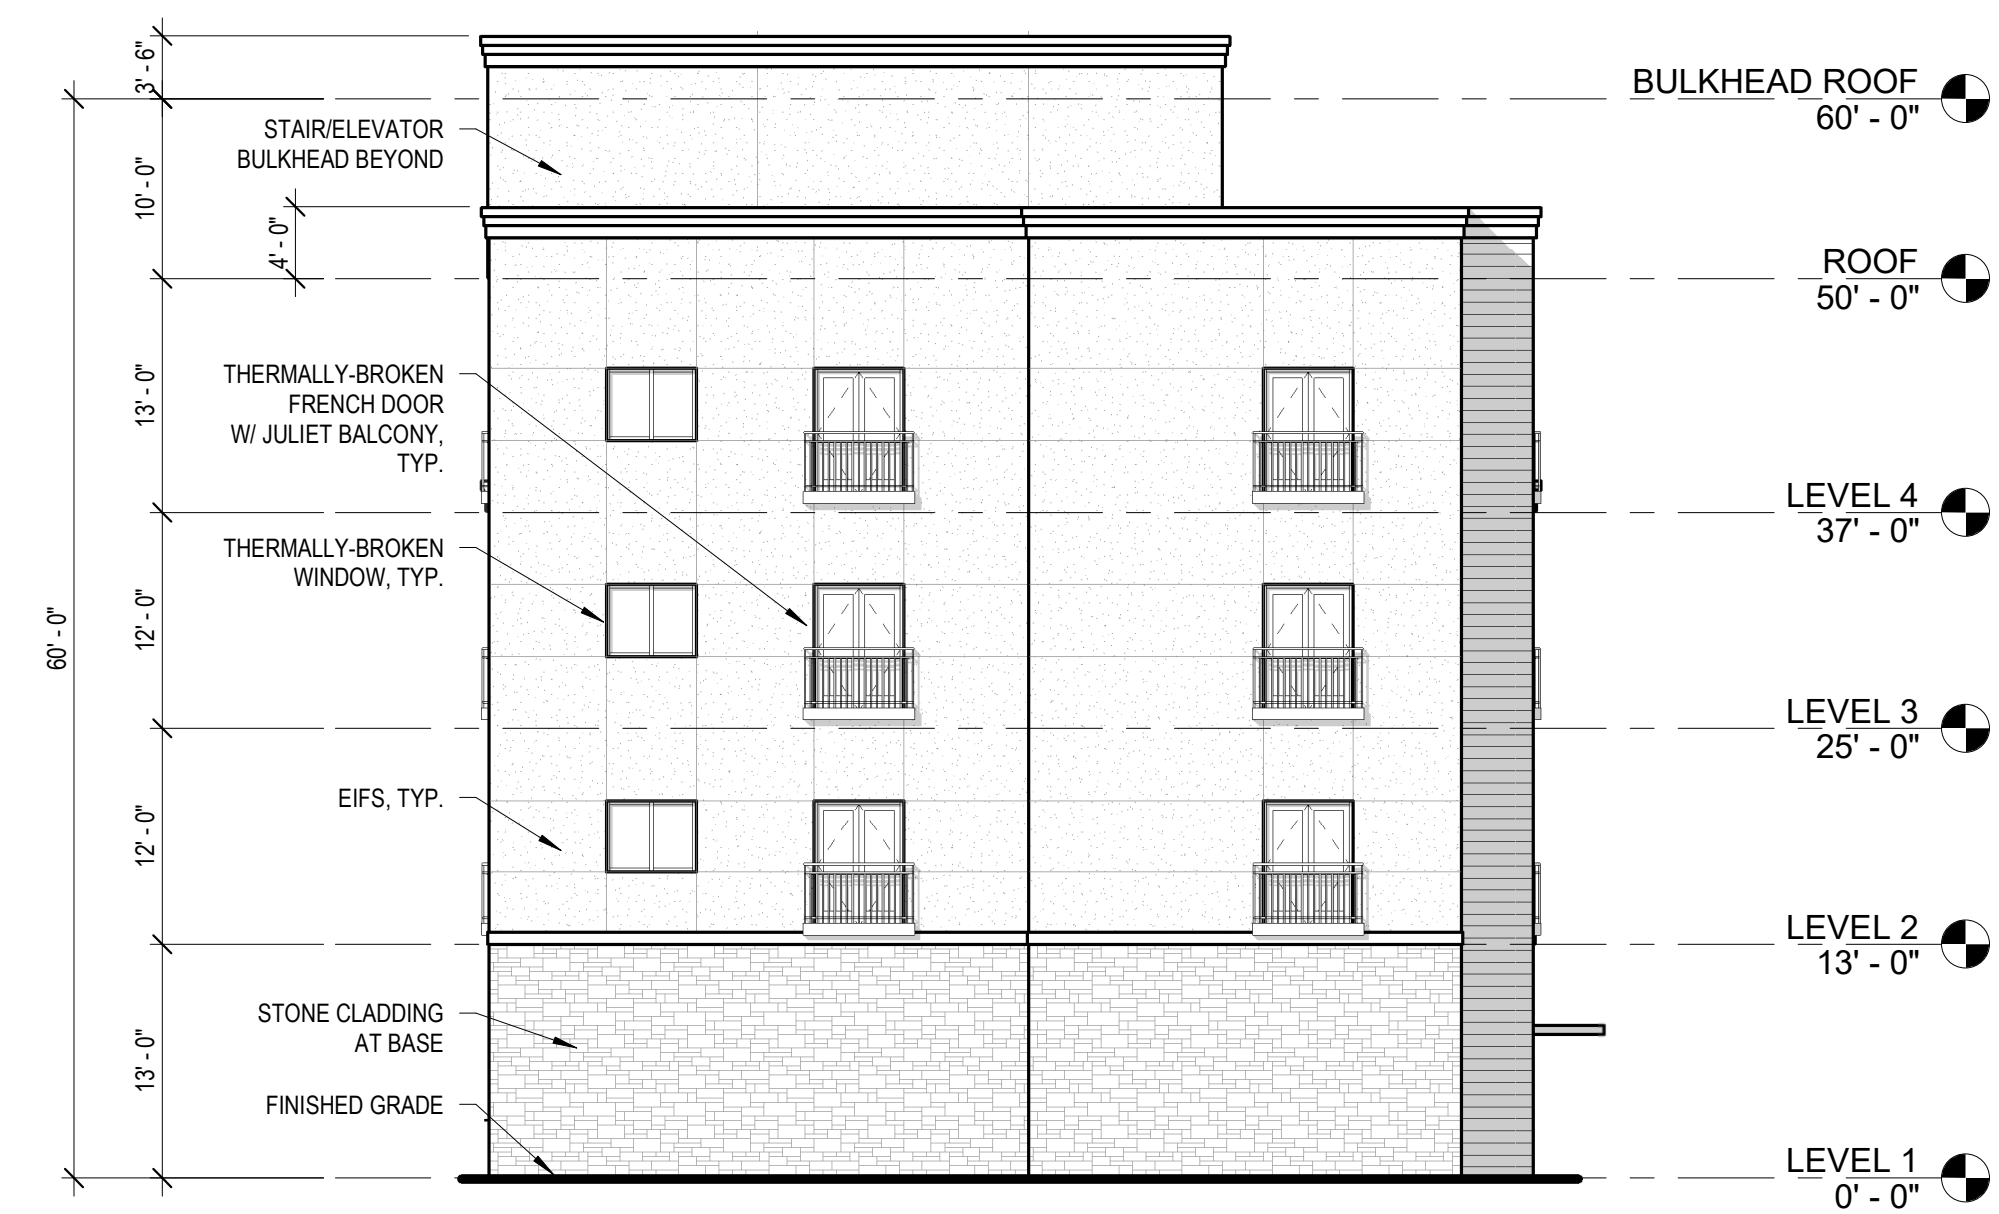 3' - 6"
BULKHEAD ROOF
60' - 0"
STAIR/ELEVATOR
BULKHEAD BEYOND
10' - 0"
4' - 0"
ROOF
50' - 0"
THERMALLY-BROKEN
FRENCH DOOR
W/ JULIET BALCONY,
TYP.
13' - 0"
LEVEL 4
37' - 0"
THERMALLY-BROKEN
WINDOW, TYP.
12' - 0"
60' - 0"
LEVEL 3
25' - 0"
EIFS, TYP.
12' - 0"
LEVEL 2
13' - 0"
STONE CLADDING
AT BASE
13' - 0"
FINISHED GRADE
LEVEL 1
0' - 0"